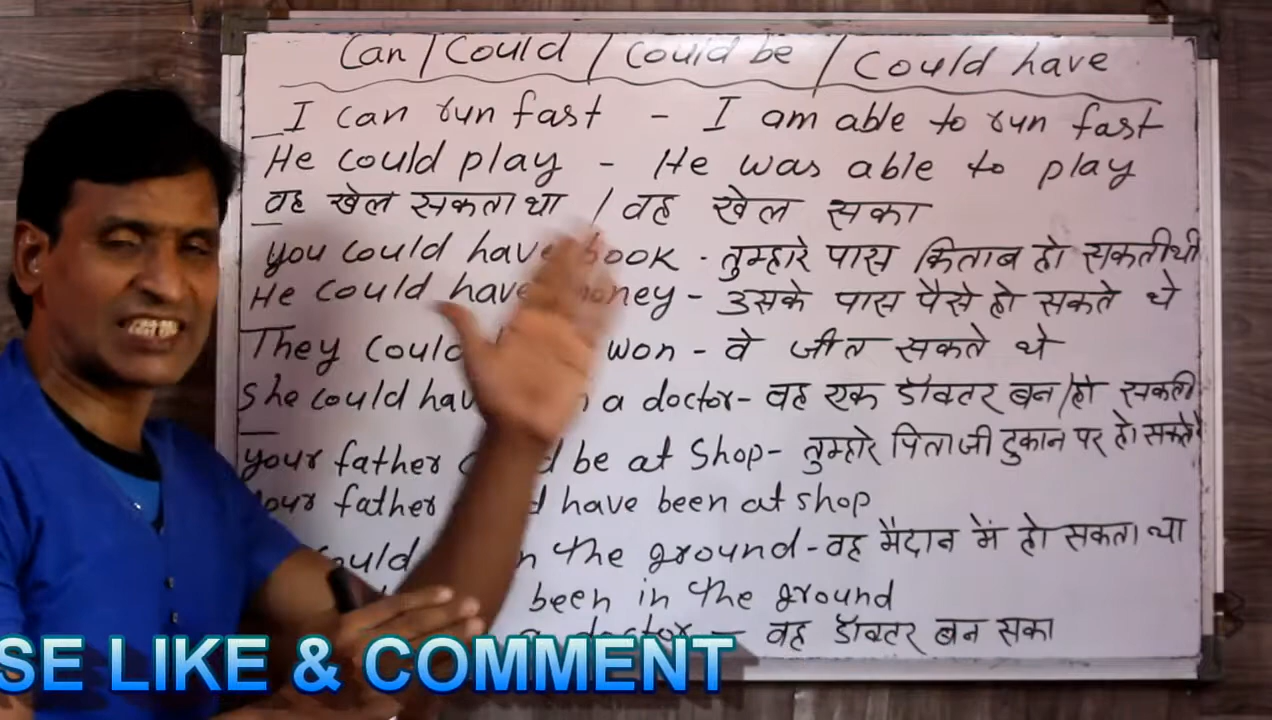 Can / Could / Could be / Could have
I can run fast - I am able to run fast
He could play - He was able to play
वह खेल सकता था / वह खेल सका
you could have book - तुम्हारे पास किताब हो सकती थी
He could have money - उसके पास पैसे हो सकते थे
They could won - वे जीत सकते थे
She could a doctor - वह एक डॉक्टर बन/हो सकती
your father be at Shop - तुम्हारे पिताजी दुकान पर हो सकते
your father have been at shop
the ground - वह मैदान में हो सकता था
been in the ground
a doctor - वह डॉक्टर बन सका
SE LIKE & COMMENT